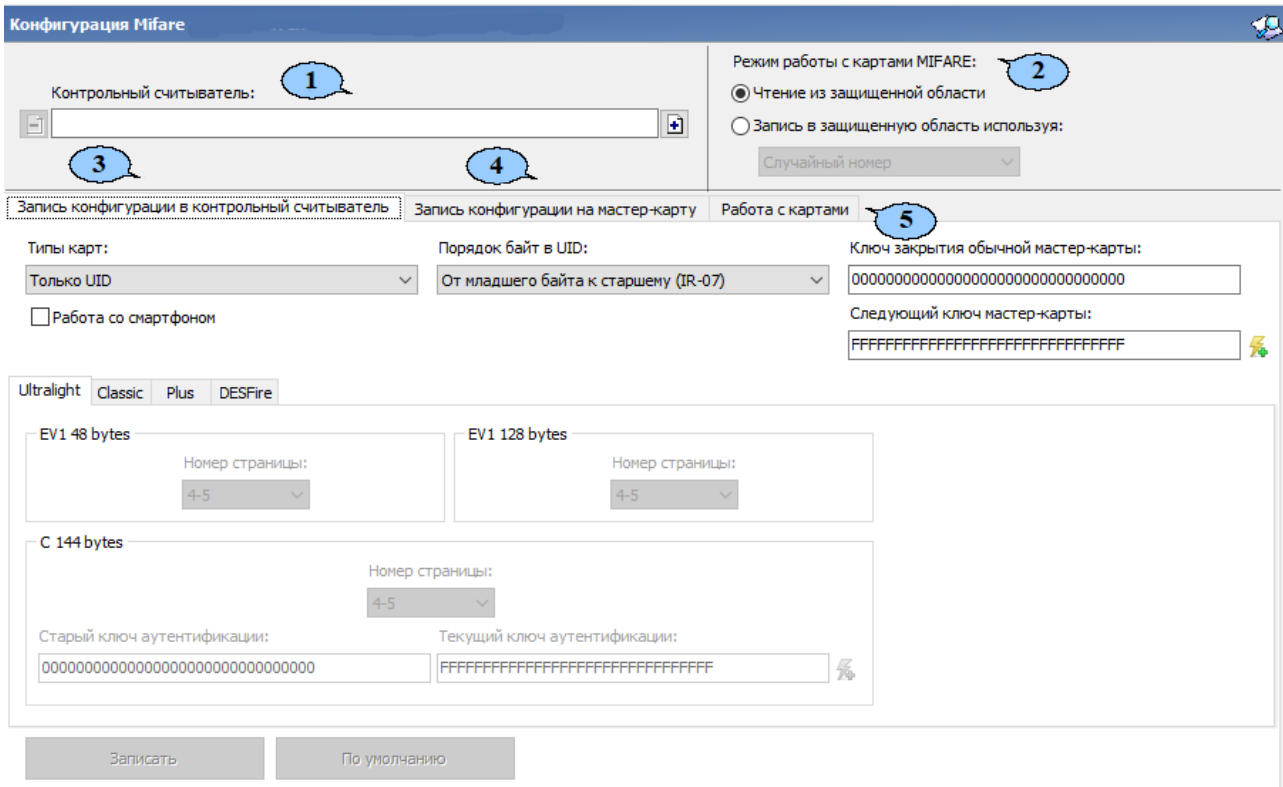 Конфигурация Mifare
1
Контрольный считыватель:
Режим работы с картами MIFARE:
2
Чтение из защищенной области
Запись в защищенную область используя:
Случайный номер
3
4
Запись конфигурации в контрольный считыватель
Запись конфигурации на мастер-карту
Работа с картами
5
Типы карт:
Порядок байт в UID:
Ключ закрытия обычной мастер-карты:
Только UID
От младшего байта к старшему (IR-07)
00000000000000000000000000000000
Работа со смартфоном
Следующий ключ мастер-карты:
FFFFFFFFFFFFFFFFFFFFFFFFFFFFFFFF
Ultralight
Classic
Plus
DESFire
EV1 48 bytes
EV1 128 bytes
Номер страницы:
Номер страницы:
4-5
4-5
C 144 bytes
Номер страницы:
4-5
Старый ключ аутентификации:
Текущий ключ аутентификации:
00000000000000000000000000000000
FFFFFFFFFFFFFFFFFFFFFFFFFFFFFFFF
Записать
По умолчанию